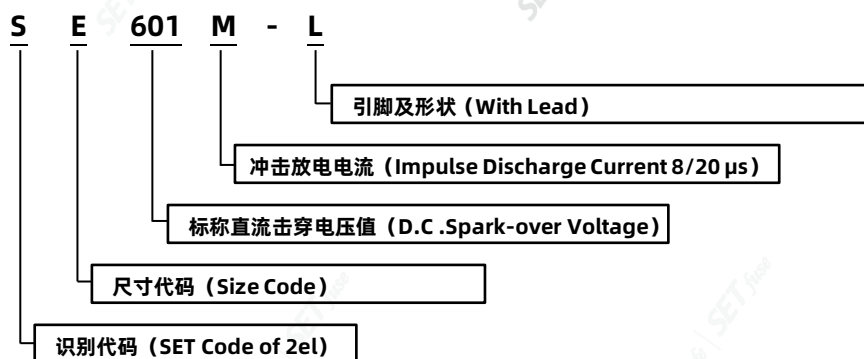 S E 601 M - L
引脚及形状（With Lead）
冲击放电电流（Impulse Discharge Current 8/20 μs）
标称直流击穿电压值（D.C .Spark-over Voltage）
尺寸代码（Size Code）
识别代码（SET Code of 2el）
SET fuse